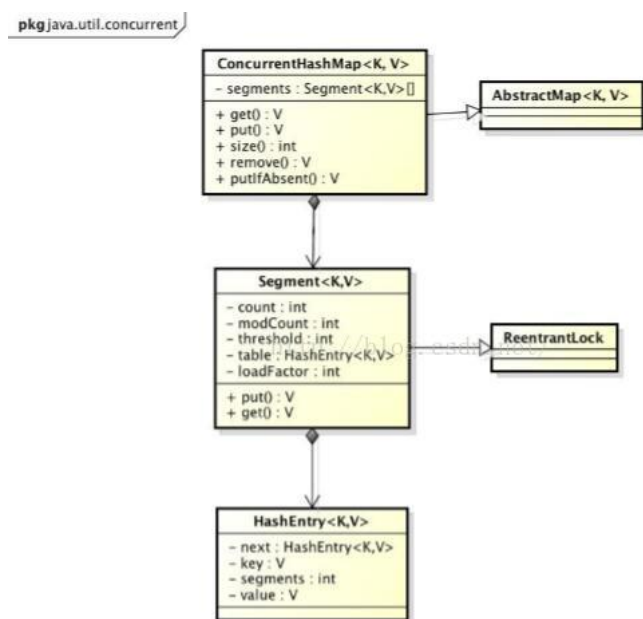 pkg java.util.concurrent
ConcurrentHashMap<K, V>
- segments : Segment<K,V>[]
+ get() : V
+ put() : V
+ size() : int
+ remove() : V
+ putIfAbsent() : V
AbstractMap<K, V>
Segment<K,V>
- count : int
- modCount : int
- threshold : int
- table : HashEntry<K,V>
- loadFactor : int
+ put() : V
+ get() : V
ReentrantLock
HashEntry<K,V>
- next : HashEntry<K,V>
- key : V
- segments : int
- value : V